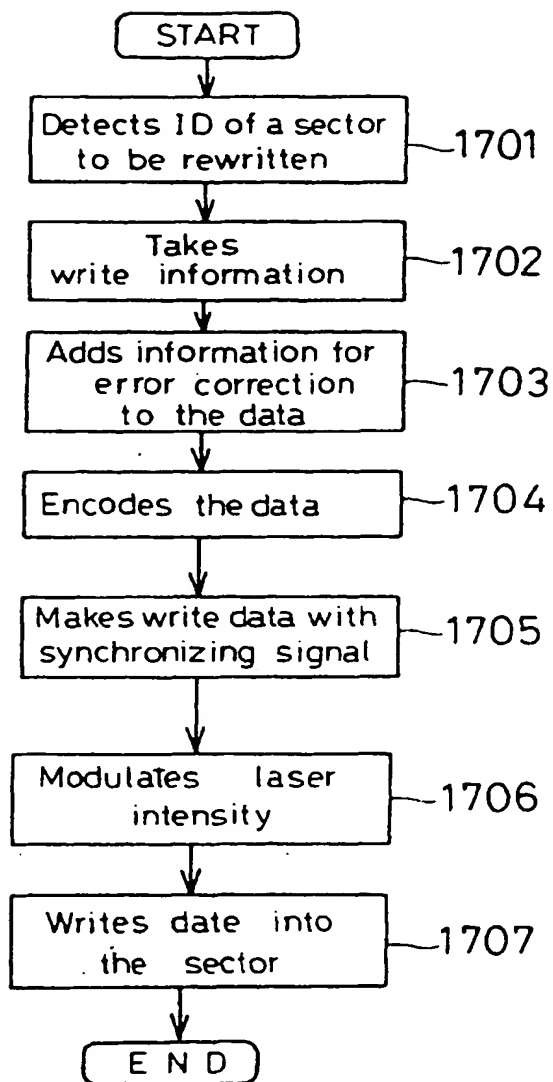 START
Detects ID of a sector
to be rewritten
1701
Takes
write information
1702
Adds information for
error correction
to the data
1703
Encodes the data
1704
Makes write data with
synchronizing signal
1705
Modulates laser
intensity
1706
Writes date into
the sector
1707
END